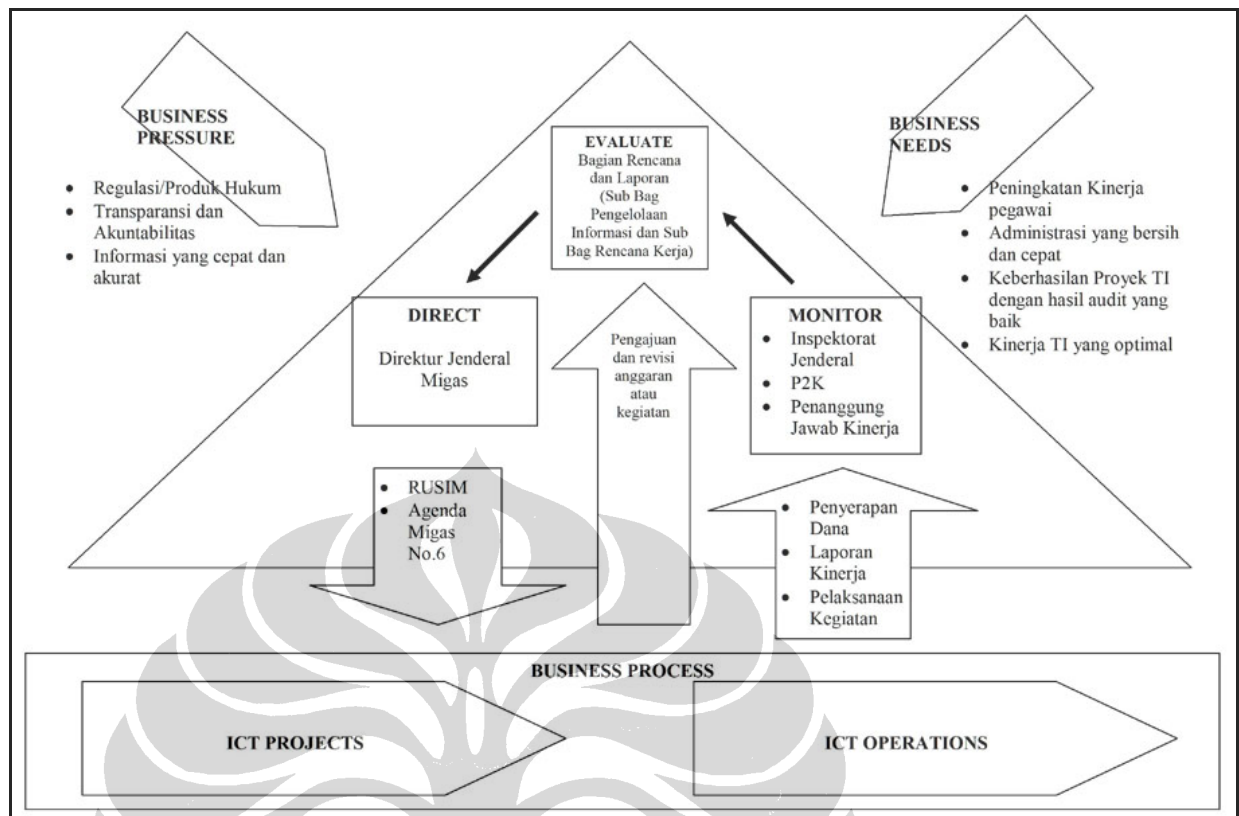 BUSINESS
PRESSURE
• Regulasi/Produk Hukum
• Transparansi dan
Akuntabilitas
• Informasi yang cepat dan
akurat
EVALUATE
Bagian Rencana
dan Laporan
(Sub Bag
Pengelolaan
Informasi dan Sub
Bag Rencana Kerja)
BUSINESS
NEEDS
• Peningkatan Kinerja
pegawai
• Administrasi yang bersih
dan cepat
• Keberhasilan Proyek TI
dengan hasil audit yang
baik
• Kinerja TI yang optimal
DIRECT
Direktur Jenderal
Migas
Pengajuan
dan revisi
anggaran
atau
kegiatan
MONITOR
• Inspektorat
Jenderal
• P2K
• Penanggung
Jawab Kinerja
• RUSIM
• Agenda
Migas
No.6
• Penyerapan
Dana
• Laporan
Kinerja
• Pelaksanaan
Kegiatan
BUSINESS PROCESS
ICT PROJECTS
ICT OPERATIONS